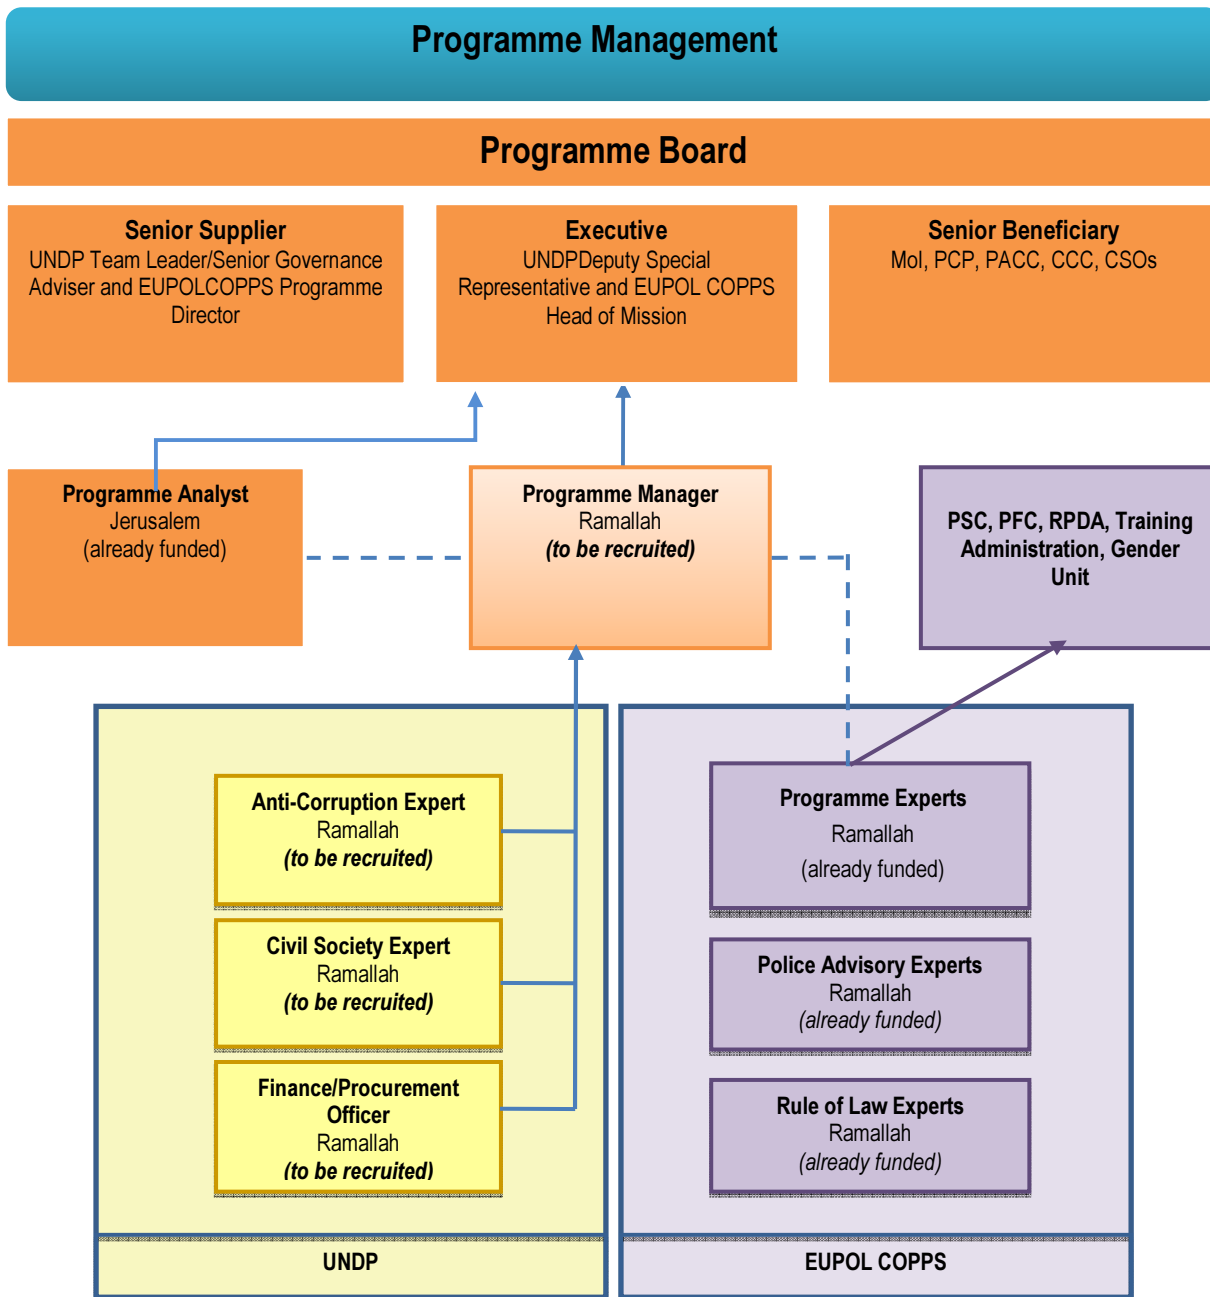 Programme Management
Programme Board
Senior Supplier
UNDP Team Leader/Senior Governance
Adviser and EUPOLCOPPS Programme
Director
Executive
UNDPDeputy Special
Representative and EUPOL COPPS
Head of Mission
Senior Beneficiary
MoI, PCP, PACC, CCC, CSOs
Programme Analyst
Jerusalem
(already funded)
Programme Manager
Ramallah
(to be recruited)
PSC, PFC, RPDA, Training
Administration, Gender
Unit
Anti-Corruption Expert
Ramallah
(to be recruited)
Civil Society Expert
Ramallah
(to be recruited)
Finance/Procurement
Officer
Ramallah
(to be recruited)
UNDP
Programme Experts
Ramallah
(already funded)
Police Advisory Experts
Ramallah
(already funded)
Rule of Law Experts
Ramallah
(already funded)
EUPOL COPPS